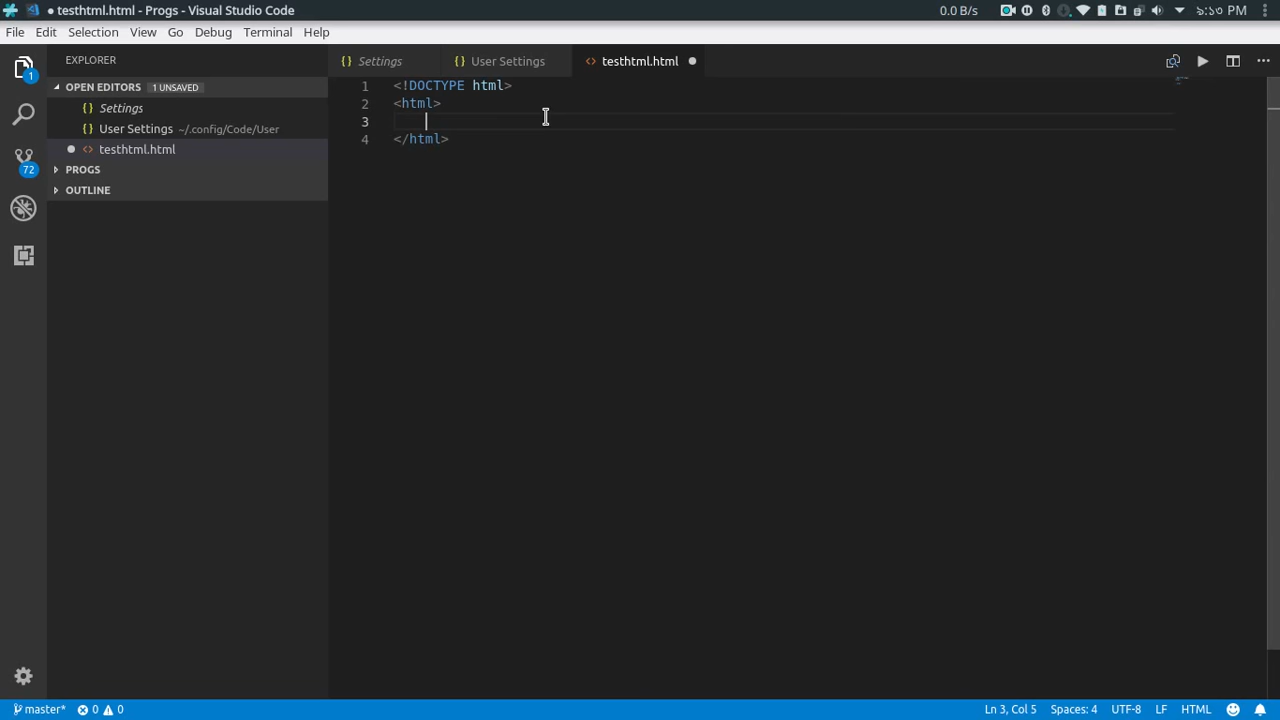 ● testhtml.html - Progs - Visual Studio Code
0.0 B/s
৯:১৩ PM
File Edit Selection View Go Debug Terminal Help
EXPLORER
Settings
User Settings
testhtml.html ●
OPEN EDITORS 1 UNSAVED
{ } Settings
{ } User Settings ~/.config/Code/User
● <> testhtml.html
PROGS
OUTLINE
1
72
1 <!DOCTYPE html>
2 <html>
3
4 </html>
master* 0 0
Ln 3, Col 5 Spaces: 4 UTF-8 LF HTML